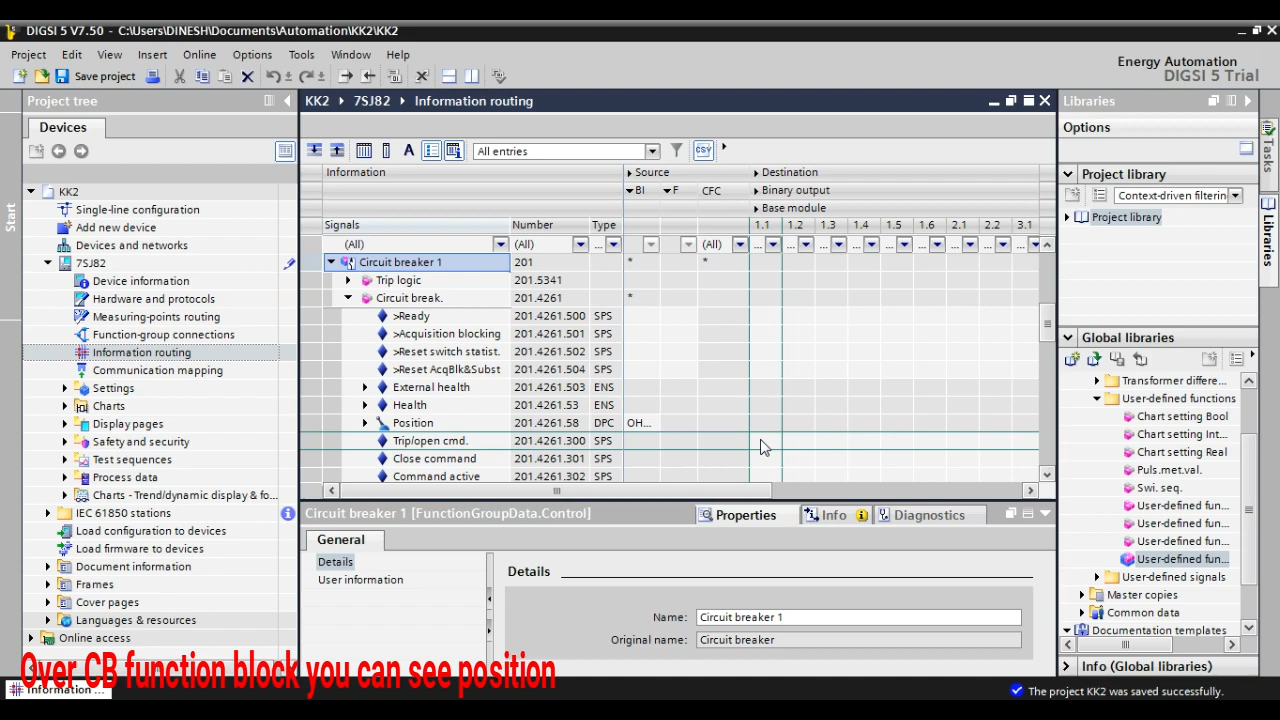 DIGSI 5 V7.50 - C:\Users\DINESH\Documents\Automation\KK2\KK2
Project Edit View Insert Online Options Tools Window Help
Save project
Energy Automation
DIGSI 5 Trial
Project tree
Devices
Start
KK2
Single-line configuration
Add new device
Devices and networks
7SJ82
Device information
Hardware and protocols
Measuring-points routing
Function-group connections
Information routing
Communication mapping
Settings
Charts
Display pages
Safety and security
Test sequences
Process data
Charts - Trend/dynamic display & fo...
IEC 61850 stations
Load configuration to devices
Load firmware to devices
Document information
Frames
Cover pages
Languages & resources
Online access
KK2 7SJ82 Information routing
All entries
CSV
Information Source Destination
BI F CFC Binary output
Base module
Signals Number Type 1.1 1.2 1.3 1.4 1.5 1.6 2.1 2.2 3.1
(All) (All) ... (All) ... ... ... ... ... ... ... ... ...
Circuit breaker 1 201 * *
Trip logic 201.5341
Circuit break. 201.4261 *
>Ready 201.4261.500 SPS
>Acquisition blocking 201.4261.501 SPS
>Reset switch statist. 201.4261.502 SPS
>Reset AcqBlk&Subst 201.4261.504 SPS
External health 201.4261.503 ENS
Health 201.4261.53 ENS
Position 201.4261.58 DPC OH...
Trip/open cmd. 201.4261.300 SPS
Close command 201.4261.301 SPS
Command active 201.4261.302 SPS
Circuit breaker 1 [FunctionGroupData.Control]
Properties Info Diagnostics
General
Details
User information
Details
Name: Circuit breaker 1
Original name: Circuit breaker
Libraries
Options
Project library
Context-driven filterin
Project library
Global libraries
Transformer differe...
User-defined functions
Chart setting Bool
Chart setting Int...
Chart setting Real
Puls.met.val.
Swi. seq.
User-defined fun...
User-defined fun...
User-defined fun...
User-defined fun...
User-defined signals
Master copies
Common data
Documentation templates
Info (Global libraries)
Tasks
Libraries
Over CB function block you can see position
Information ...
The project KK2 was saved successfully.